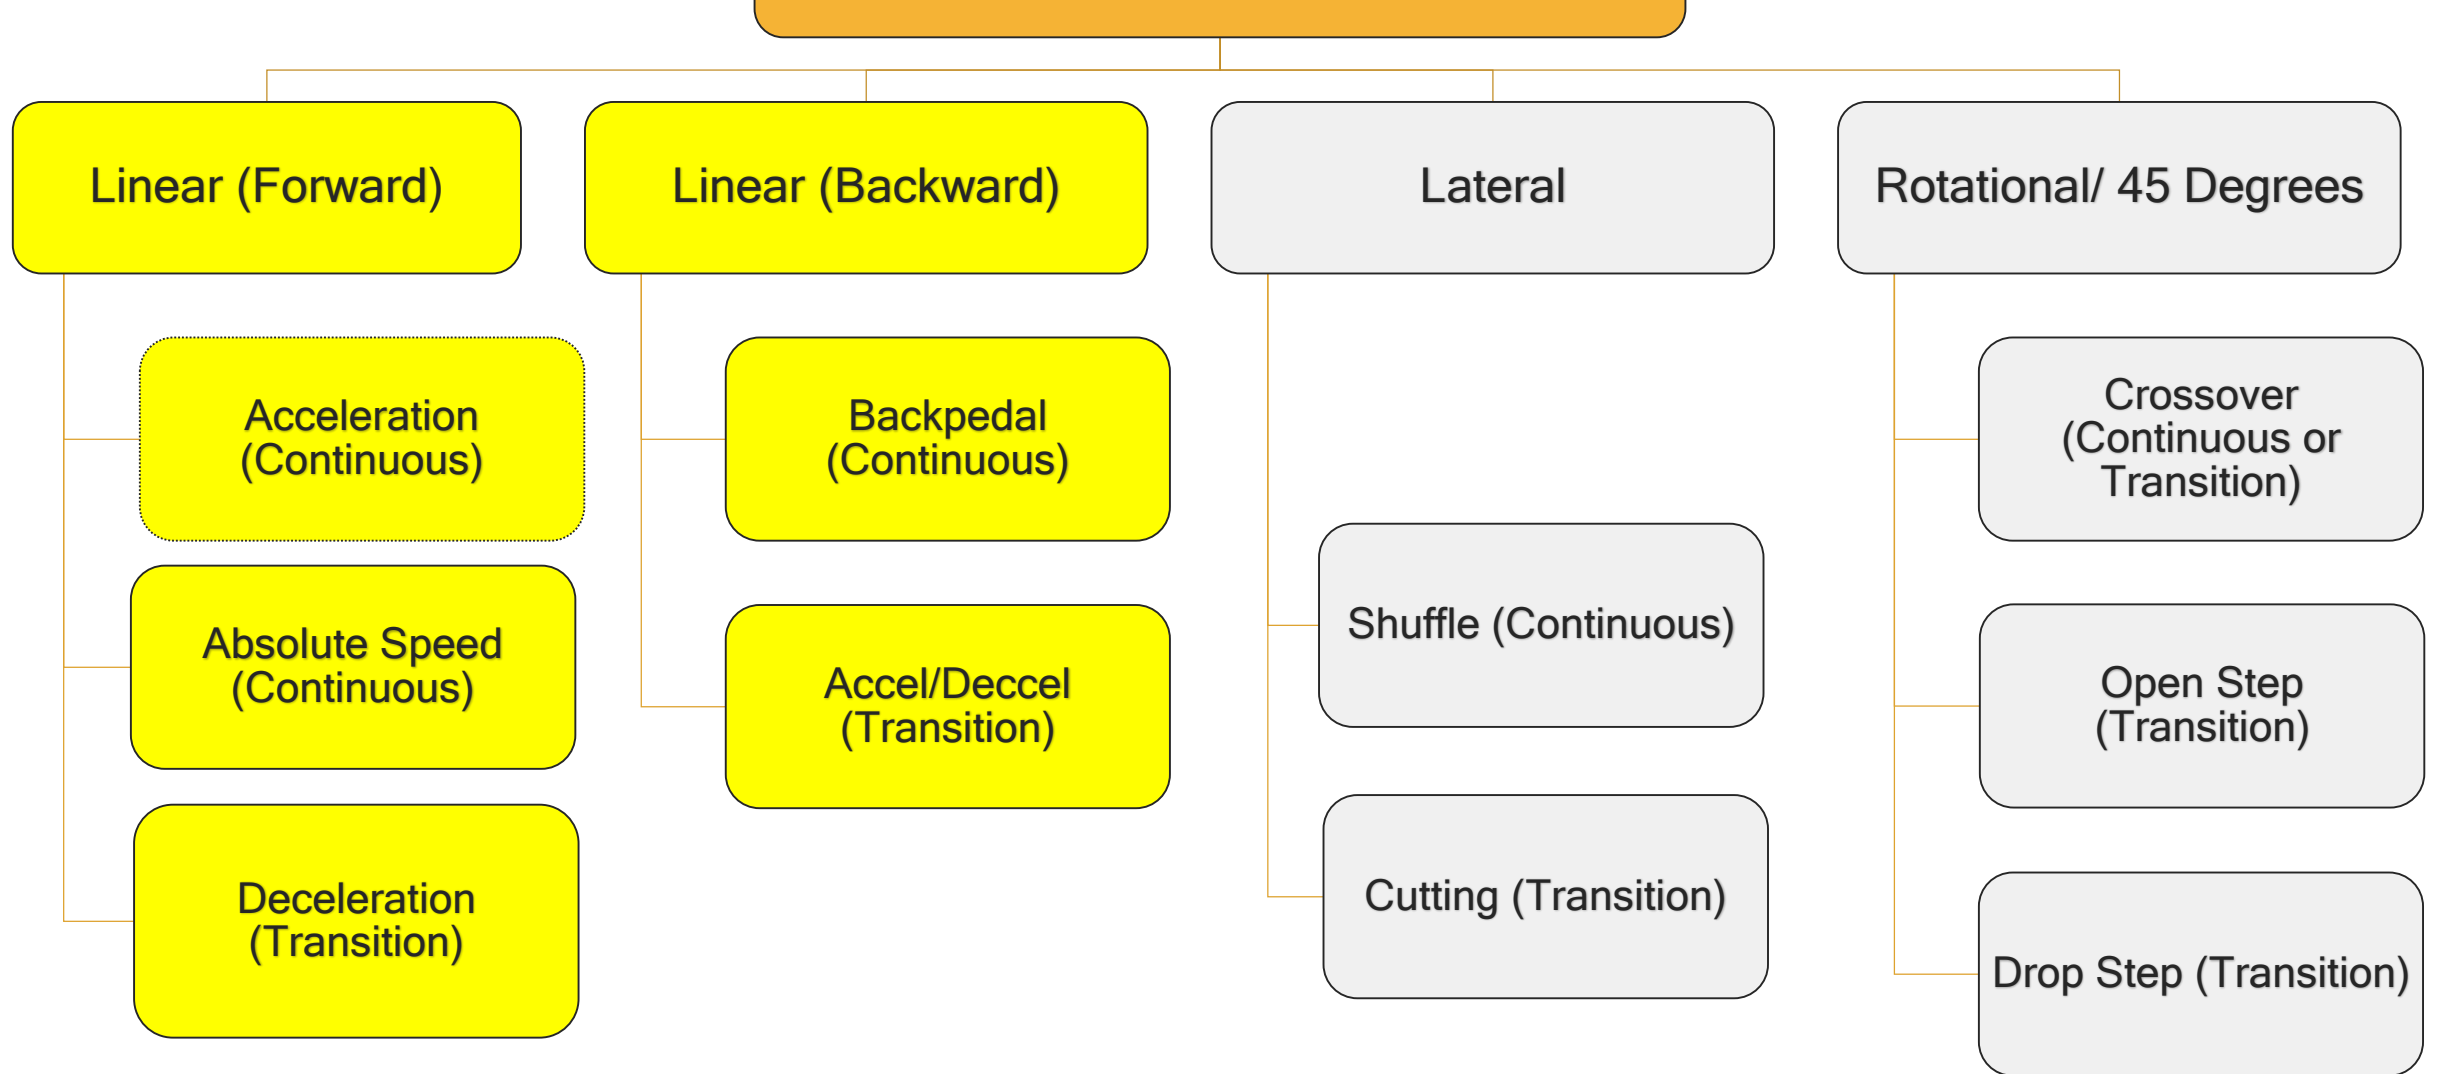 Linear (Forward)
Linear (Backward)
Lateral
Rotational/ 45 Degrees
Acceleration
(Continuous)
Absolute Speed
(Continuous)
Deceleration
(Transition)
Backpedal
(Continuous)
Accel/Deccel
(Transition)
Shuffle (Continuous)
Cutting (Transition)
Crossover
(Continuous or
Transition)
Open Step
(Transition)
Drop Step (Transition)